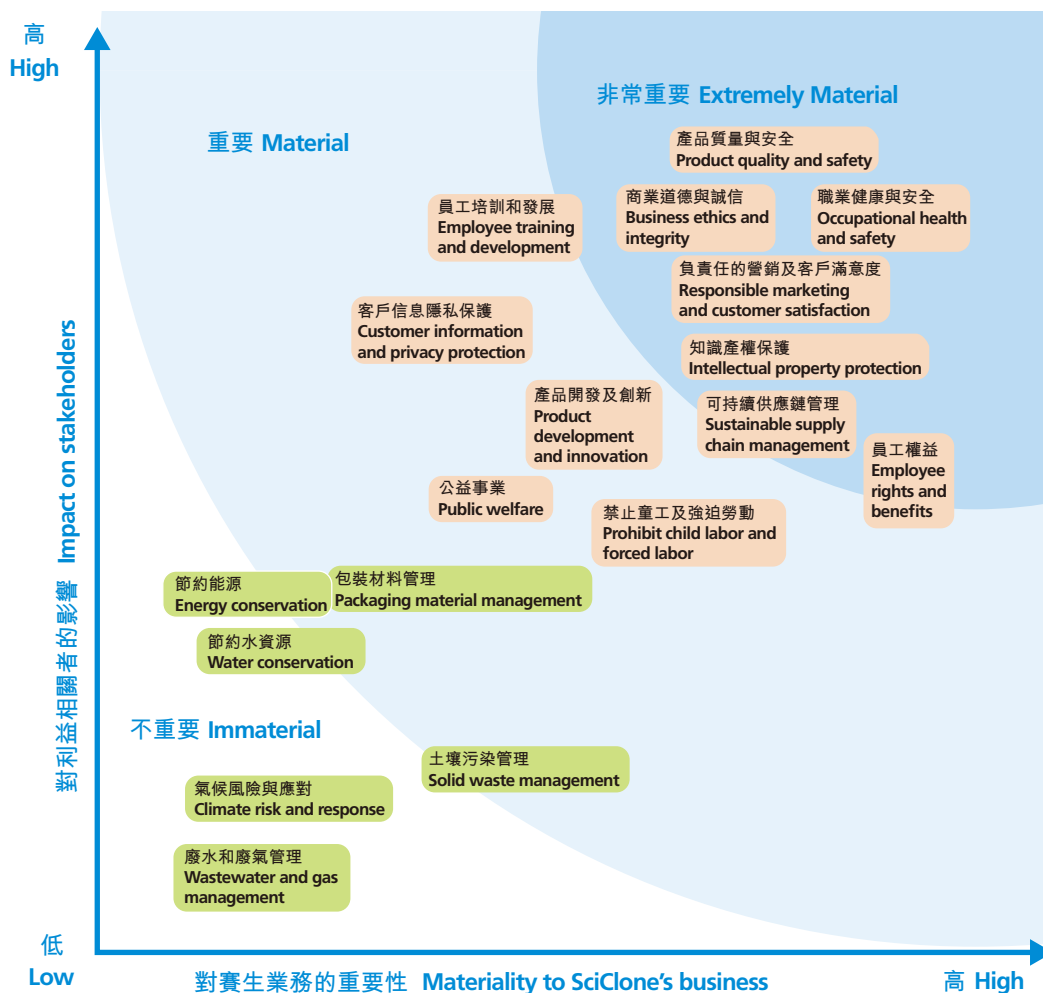 高
High
非常重要 Extremely Material
重要 Material
產品質量與安全
Product quality and safety
員工培訓和發展
Employee training
and development
商業道德與誠信
Business ethics and
integrity
職業健康與安全
Occupational health
and safety
負責任的營銷及客戶滿意度
Responsible marketing
and customer satisfaction
客戶信息隱私保護
Customer information
and privacy protection
知識產權保護
Intellectual property protection
產品開發及創新
Product
development
and innovation
可持續供應鏈管理
Sustainable supply
chain management
員工權益
Employee
rights and
benefits
公益事業
Public welfare
禁止童工及強迫勞動
Prohibit child labor and
forced labor
對利益相關者的影響 Impact on stakeholders
節約能源
Energy conservation
包裝材料管理
Packaging material management
節約水資源
Water conservation
不重要 Immaterial
土壤污染管理
Solid waste management
氣候風險與應對
Climate risk and response
廢水和廢氣管理
Wastewater and gas
management
低
Low
對賽生業務的重要性 Materiality to SciClone's business
高 High